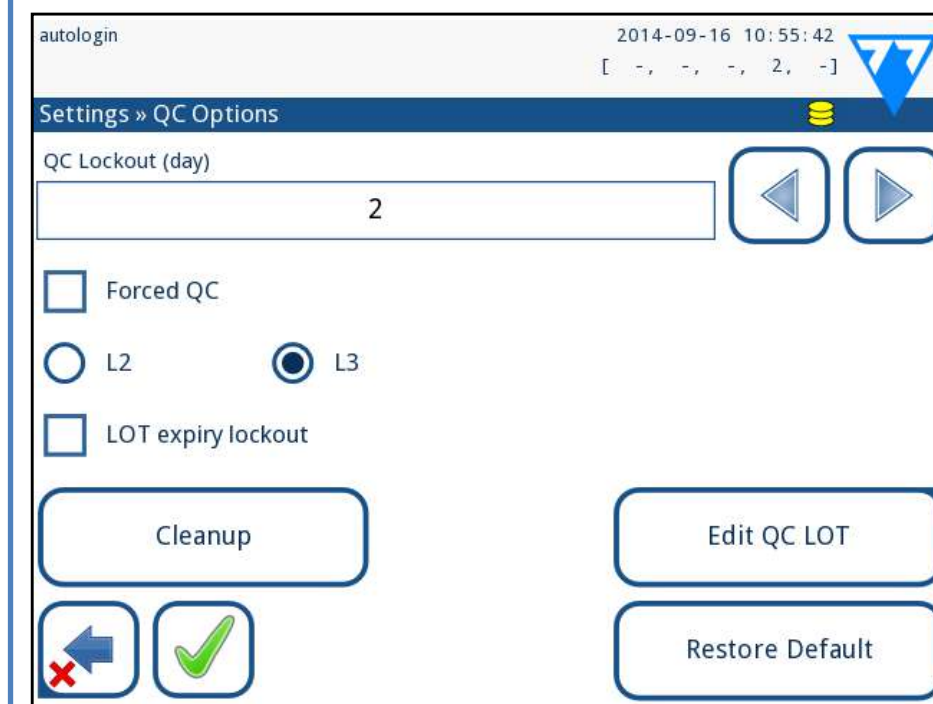 autologin
2014-09-16 10:55:42
[ -, -, -, 2, -]
Settings » QC Options
QC Lockout (day)
2
Forced QC
L2
L3
LOT expiry lockout
Cleanup
Edit QC LOT
Restore Default